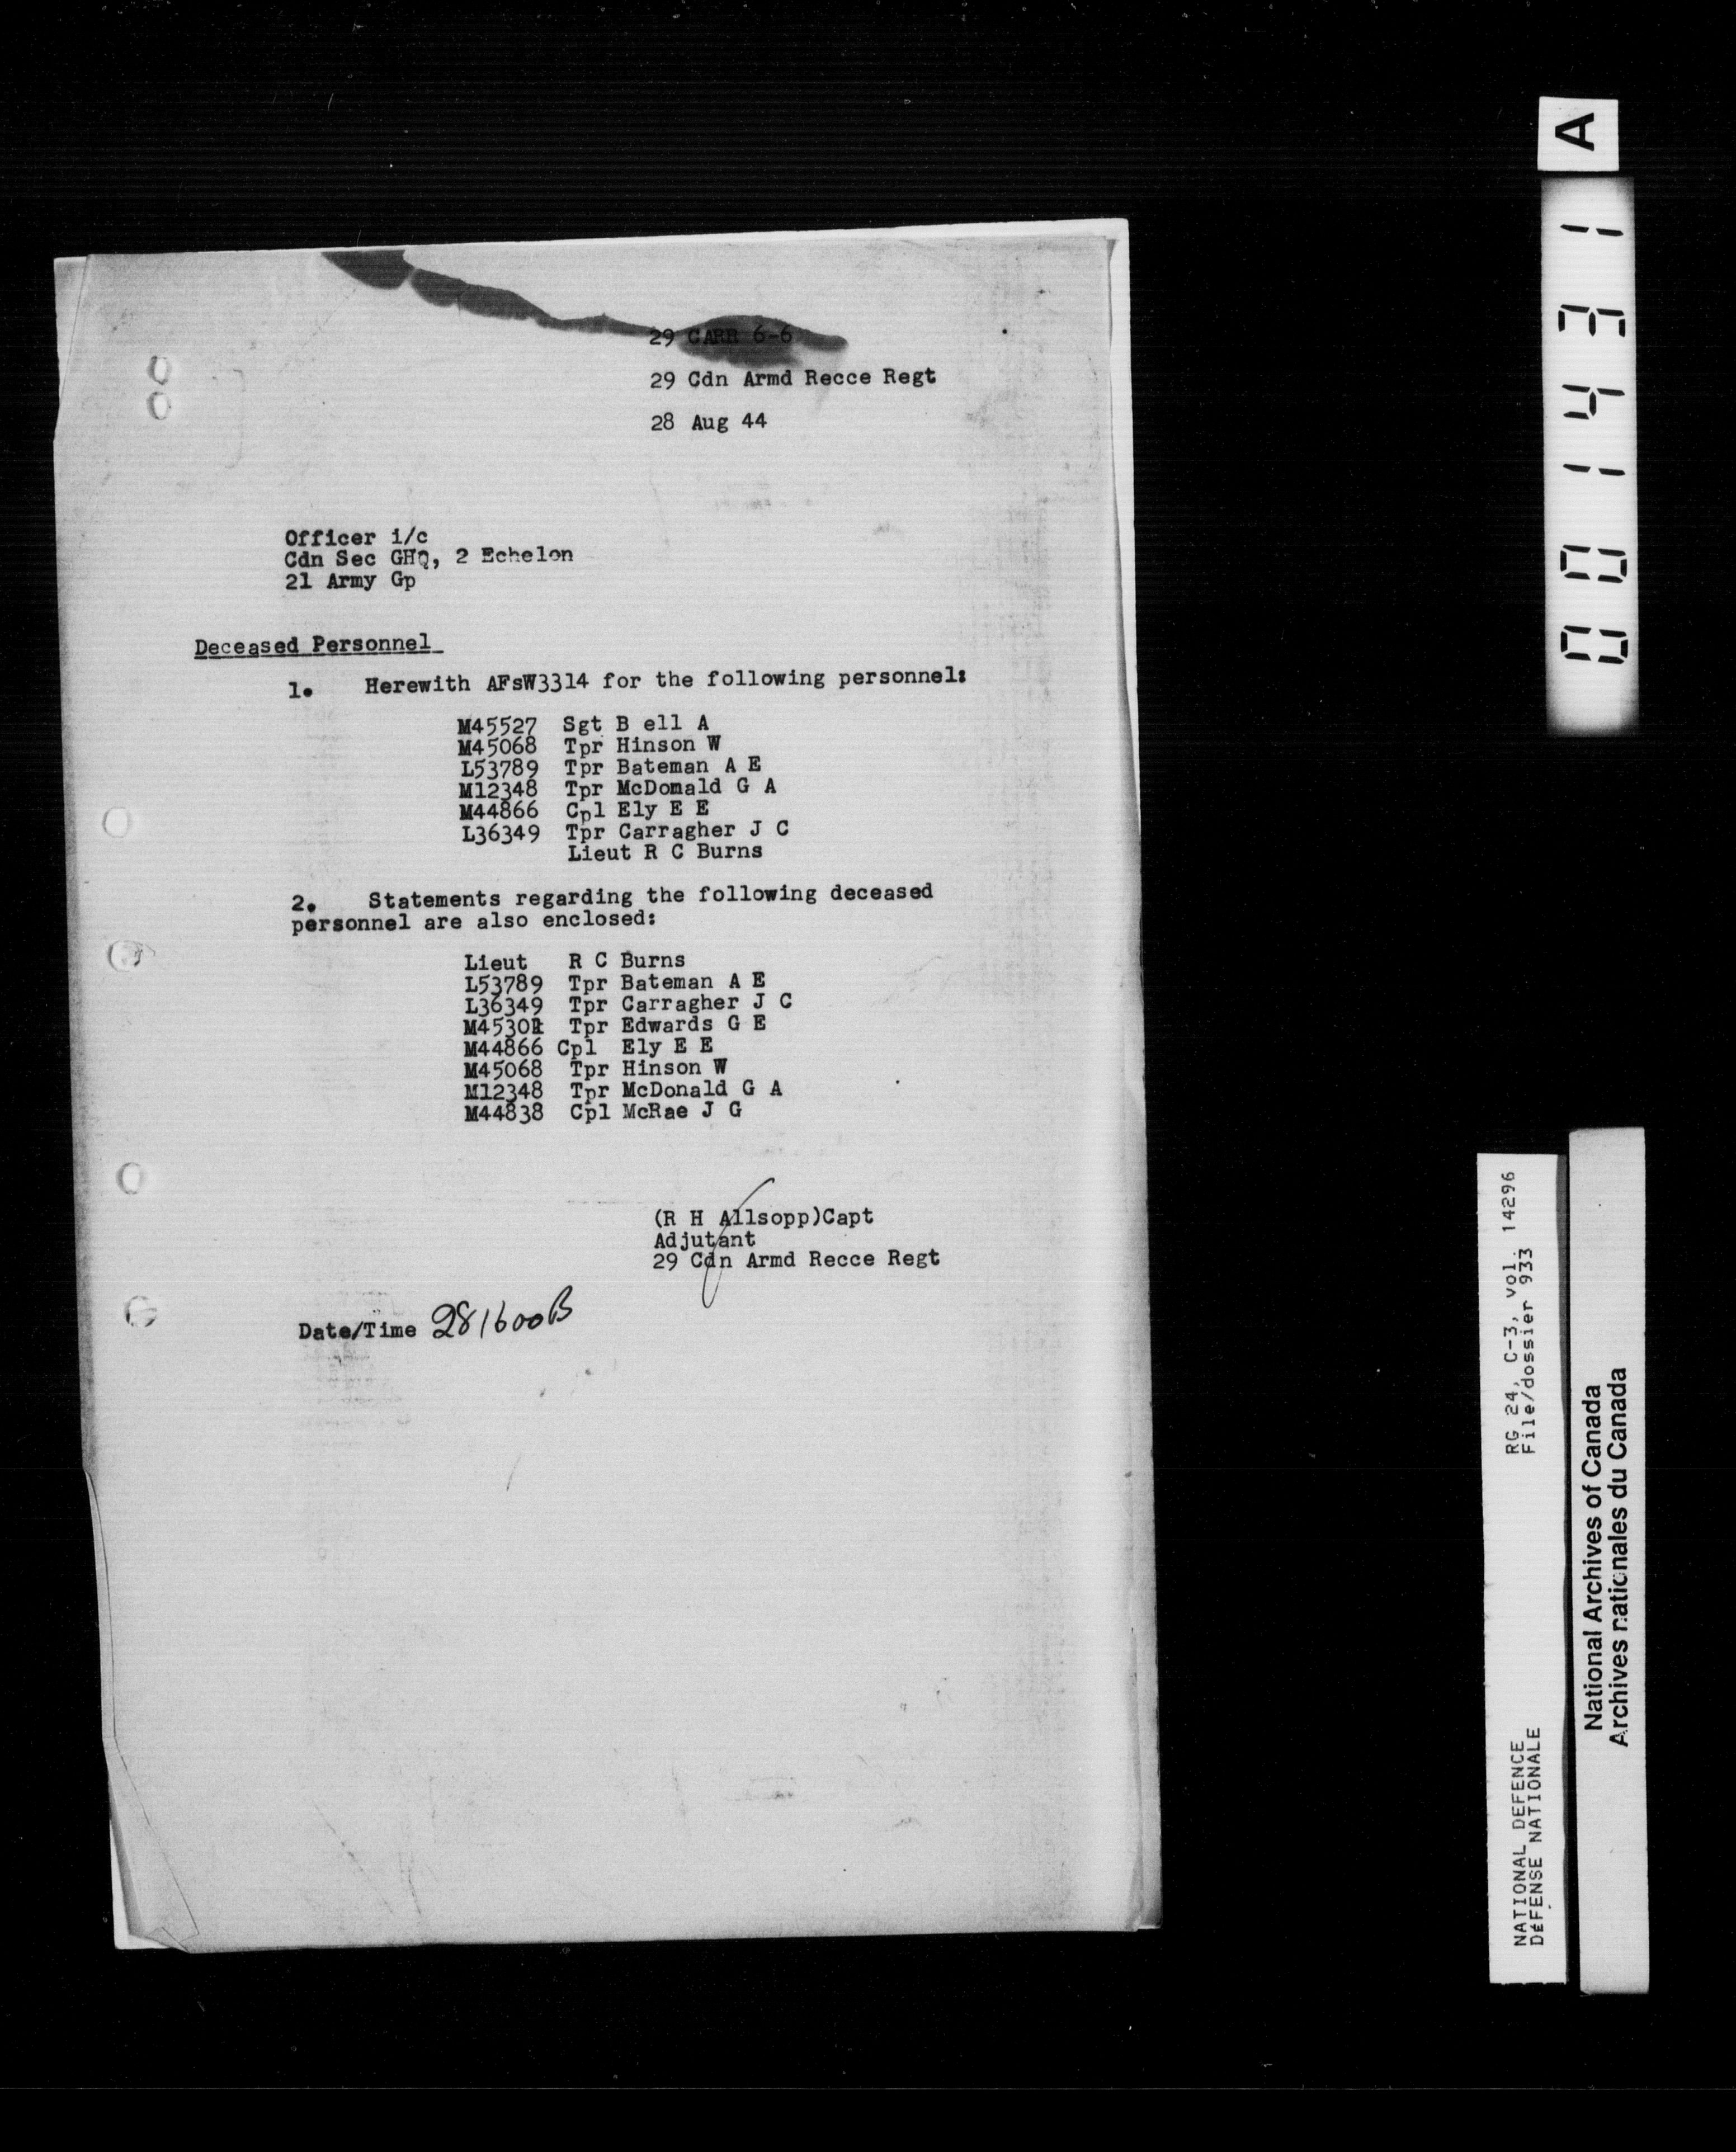 29 CARR 6-6
29 Cdn Armd Recce Regt
28 Aug 44
Officer i/c
Cdn Sec GHQ, 2 Echelon
21 Army Gp
Deceased Personnel
1. Herewith AFsW3314 for the following personnel:
M45527 Sgt B ell A
M45068 Tpr Hinson W
L53789 Tpr Bateman A E
M12348 Tpr McDonald G A
M44866 Cpl Ely E E
L36349 Tpr Carragher J C
Lieut R C Burns
2. Statements regarding the following deceased
personnel are also enclosed:
Lieut R C Burns
L53789 Tpr Bateman A E
L36349 Tpr Carragher J C
Tpr Edwards G E
M44866 Cpl Ely E E
M45068 Tpr Hinson W
M12348 Tpr McDonald G A
M44838 Cpl McRae J G
(R H Allsopp)Capt
Adjutant
29 Cdn Armd Recce Regt
Date/Time 281600B
A
001431
RG 24, C-3, vol. 14296
File/dossier 933
NATIONAL DEFENCE
DéFENSE NATIONALE
National Archives of Canada
Archives nationales du Canada